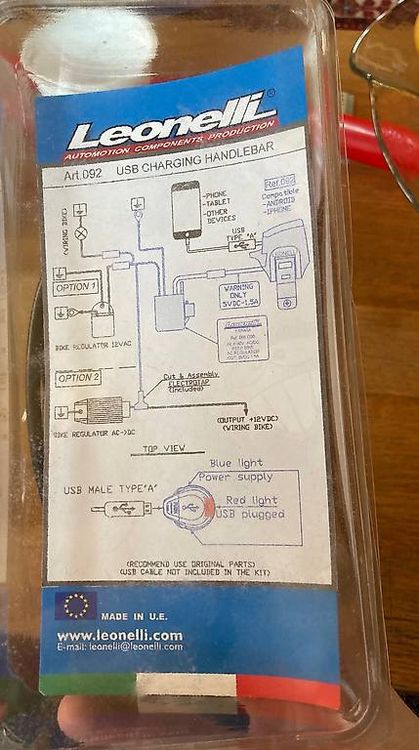 Leonelli®
AUTOMOTION COMPONENTS PRODUCTION
Art.092 USB CHARGING HANDLEBAR
(WIRING BIKE)
-PHONE
-TABLET
-OTHER
DEVICES
Ref.092
Compatible
-ANDROID
-IPHONE
USB
TYPE "A"
LEONELLI
OPTION 1
WARNING
ONLY
5VDC-1.5A
BIKE REGULATOR 12VAC
OPTION 2
Cut & Assembly
ELECTROTAP
(included)
(OUTPUT +12VDC)
(WIRING BIKE)
BIKE REGULATOR AC->DC
TOP VIEW
Blue light
Power supply
USB MALE TYPE"A"
Red light
USB plugged
(RECOMMEND USE ORIGINAL PARTS)
(USB CABLE NOT INCLUDED IN THE KIT)
MADE IN U.E.
www.leonelli.com
E-mail: leonelli@leonelli.com